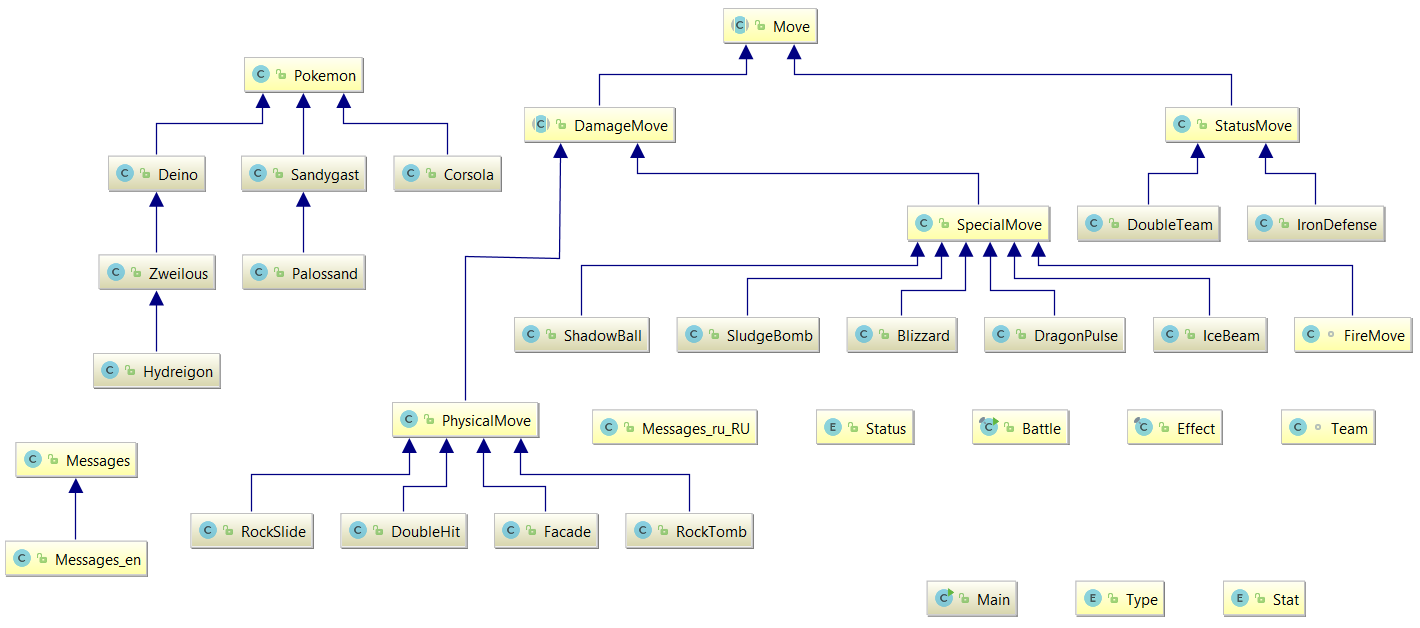 Move
Pokemon
DamageMove
StatusMove
Deino
Sandygast
Corsola
SpecialMove
DoubleTeam
IronDefense
Zweilous
Palossand
ShadowBall
SludgeBomb
Blizzard
DragonPulse
IceBeam
FireMove
Hydreigon
PhysicalMove
Messages_ru_RU
Status
Battle
Effect
Team
Messages
RockSlide
DoubleHit
Facade
RockTomb
Messages_en
Main
Type
Stat